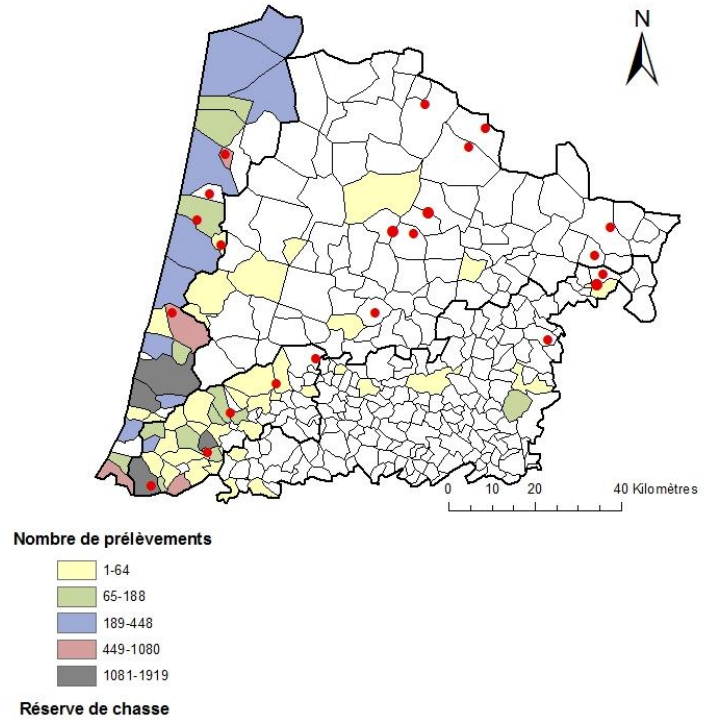 N
0 10 20 40 Kilomètres
Nombre de prélèvements
1-64
65-188
189-448
449-1080
1081-1919
Réserve de chasse